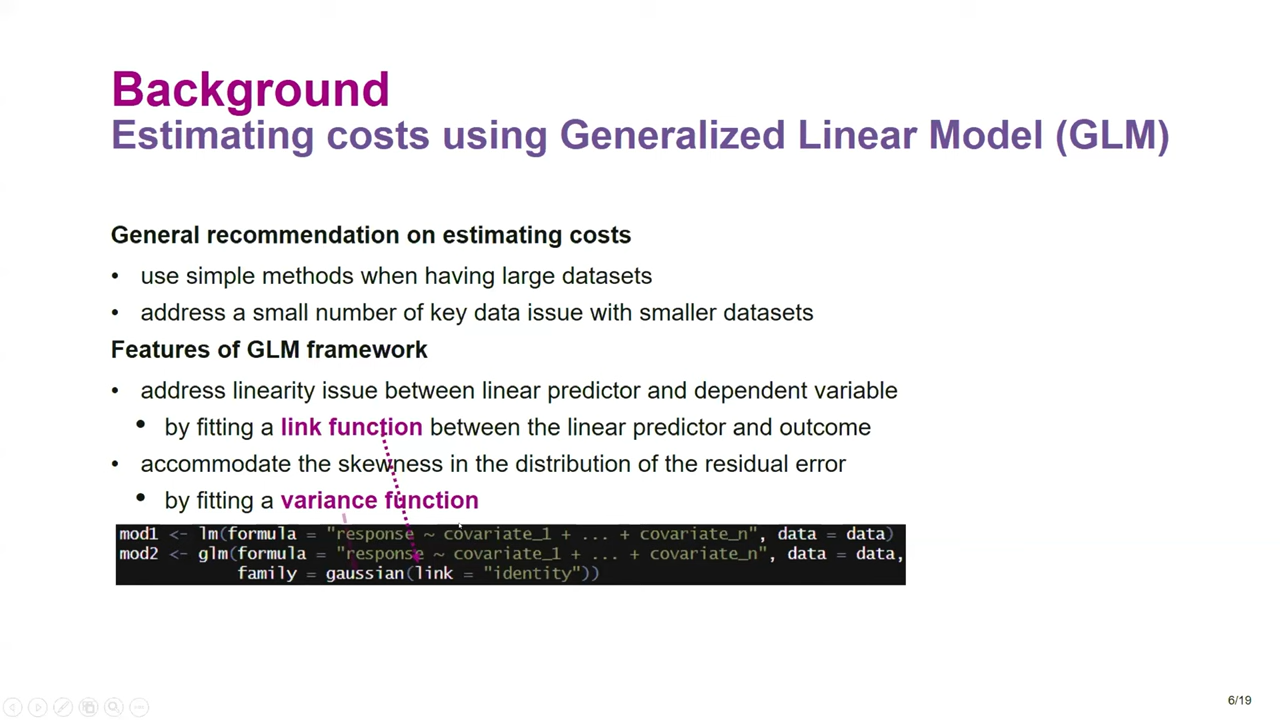 Background
Estimating costs using Generalized Linear Model (GLM)
General recommendation on estimating costs
• use simple methods when having large datasets
• address a small number of key data issue with smaller datasets
Features of GLM framework
• address linearity issue between linear predictor and dependent variable
• by fitting a link function between the linear predictor and outcome
• accommodate the skewness in the distribution of the residual error
• by fitting a variance function
mod1 <- lm(formula = "response ~ covariate_1 + ... + covariate_n", data = data)
mod2 <- glm(formula = "response ~ covariate_1 + ... + covariate_n", data = data,
family = gaussian(link = "identity"))
6/19